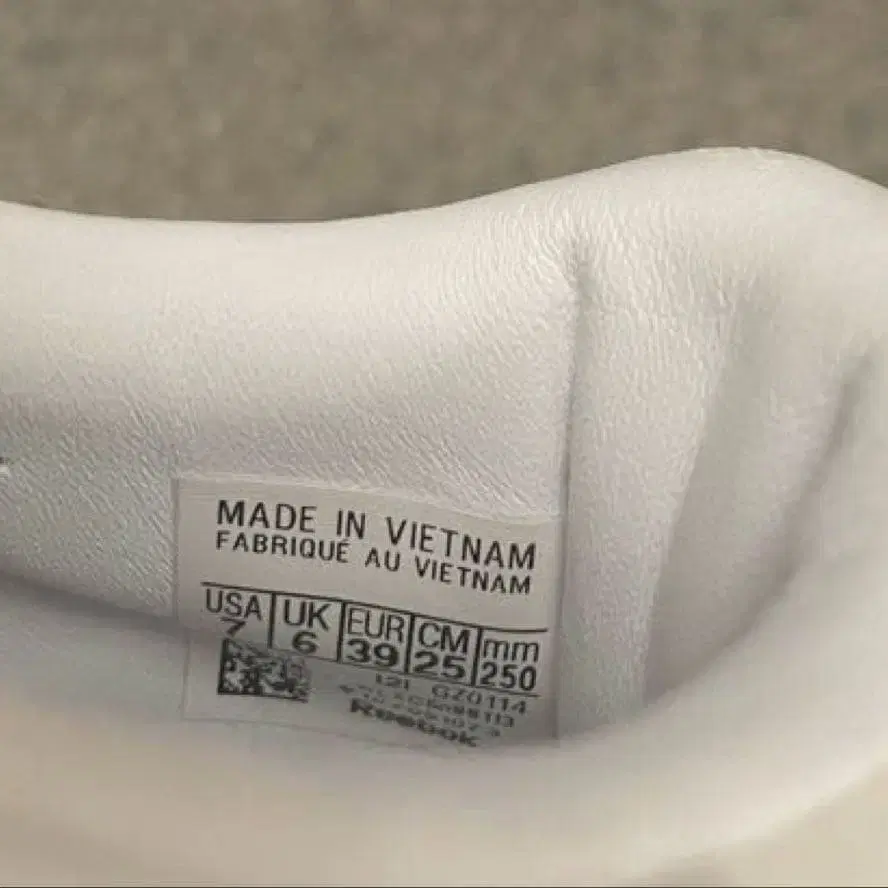 MADE IN VIETNAM
FABRIQUÉ AU VIETNAM
USA UK EUR CM mm
7 6 39 25 250
GZ0114
Reebok